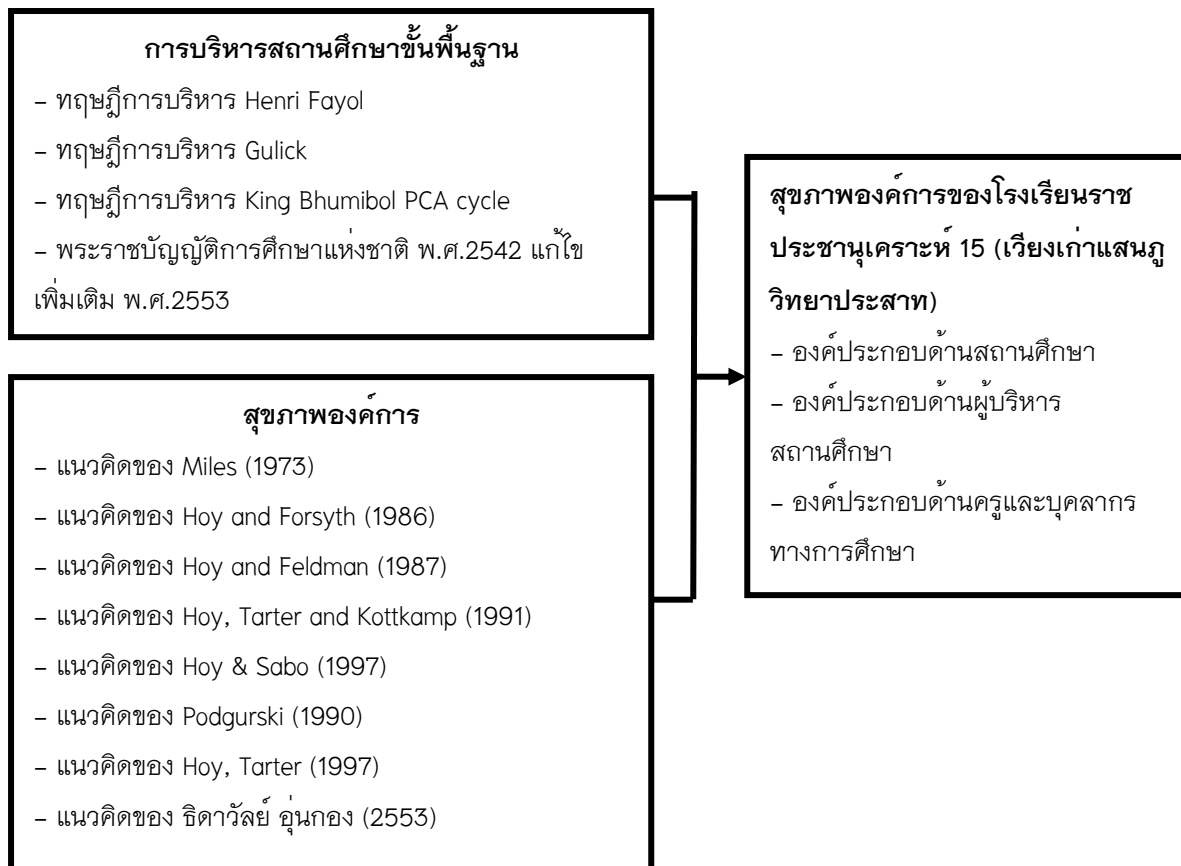 การบริหารสถานศึกษาขั้นพื้นฐาน
– ทฤษฎีการบริหาร Henri Fayol
– ทฤษฎีการบริหาร Gulick
– ทฤษฎีการบริหาร King Bhumibol PCA cycle
– พระราชบัญญัติการศึกษาแห่งชาติ พ.ศ.2542 แก้ไข
เพิ่มเติม พ.ศ.2553
สุขภาพองค์การ
– แนวคิดของ Miles (1973)
– แนวคิดของ Hoy and Forsyth (1986)
– แนวคิดของ Hoy and Feldman (1987)
– แนวคิดของ Hoy, Tarter and Kottkamp (1991)
– แนวคิดของ Hoy & Sabo (1997)
– แนวคิดของ Podgurski (1990)
– แนวคิดของ Hoy, Tarter (1997)
– แนวคิดของ ธิดาวัลย์ อุ่นกอง (2553)
สุขภาพองค์การของโรงเรียนราช
ประชานุเคราะห์ 15 (เวียงเก่าแสนภู
วิทยาประสาท)
– องค์ประกอบด้านสถานศึกษา
– องค์ประกอบด้านผู้บริหาร
สถานศึกษา
– องค์ประกอบด้านครูและบุคลากร
ทางการศึกษา